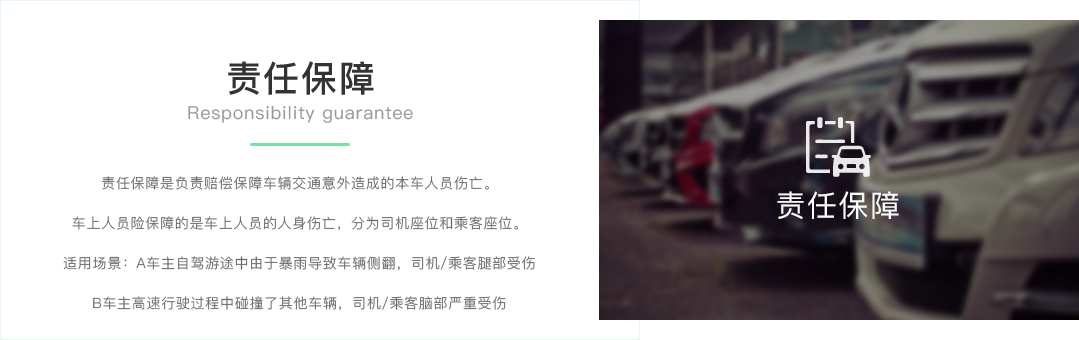 责任保障
Responsibility guarantee
责任保障是负责赔偿保障车辆交通意外造成的本车人员伤亡。
车上人员险保障的是车上人员的人身伤亡，分为司机座位和乘客座位。
适用场景：A车主自驾游途中由于暴雨导致车辆侧翻，司机/乘客腿部受伤
B车主高速行驶过程中碰撞了其他车辆，司机/乘客脑部严重受伤
责任保障